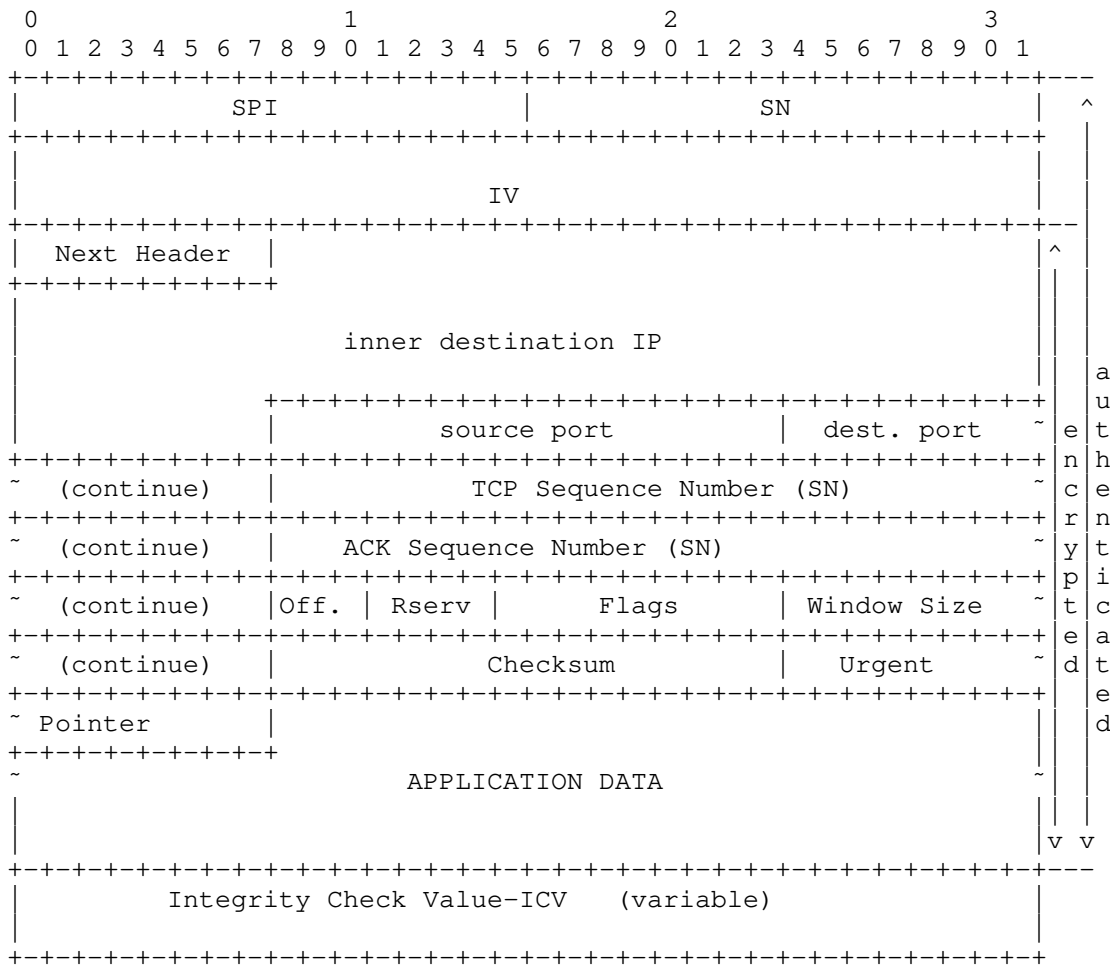 0                   1                   2                   3
 0 1 2 3 4 5 6 7 8 9 0 1 2 3 4 5 6 7 8 9 0 1 2 3 4 5 6 7 8 9 0 1
+-+-+-+-+-+-+-+-+-+-+-+-+-+-+-+-+-+-+-+-+-+-+-+-+-+-+-+-+-+-+-+-+---
|             SPI               |              SN               |  ^
+-+-+-+-+-+-+-+-+-+-+-+-+-+-+-+-+-+-+-+-+-+-+-+-+-+-+-+-+-+-+-+-+  |
|                                                               |  |
|                             IV                                |  |
+-+-+-+-+-+-+-+-+-+-+-+-+-+-+-+-+-+-+-+-+-+-+-+-+-+-+-+-+-+-+-+-+-- |
|  Next Header  |                                               |^ |
+-+-+-+-+-+-+-+-+                                               || |
|                                                               || |
|                    inner destination IP                       || |
|                                                               || |a
|               +-+-+-+-+-+-+-+-+-+-+-+-+-+-+-+-+-+-+-+-+-+-+-+-+| |u
|               |          source port          |  dest. port   ~|e|t
+-+-+-+-+-+-+-+-+-+-+-+-+-+-+-+-+-+-+-+-+-+-+-+-+-+-+-+-+-+-+-+-+|n|h
~  (continue)   |            TCP Sequence Number (SN)           ~|c|e
+-+-+-+-+-+-+-+-+-+-+-+-+-+-+-+-+-+-+-+-+-+-+-+-+-+-+-+-+-+-+-+-+|r|n
~  (continue)   |    ACK Sequence Number (SN)                   ~|y|t
+-+-+-+-+-+-+-+-+-+-+-+-+-+-+-+-+-+-+-+-+-+-+-+-+-+-+-+-+-+-+-+-+|p|i
~  (continue)   |Off. | Rserv |      Flags      | Window Size   ~|t|c
+-+-+-+-+-+-+-+-+-+-+-+-+-+-+-+-+-+-+-+-+-+-+-+-+-+-+-+-+-+-+-+-+|e|a
~  (continue)   |             Checksum          |   Urgent      ~|d|t
+-+-+-+-+-+-+-+-+-+-+-+-+-+-+-+-+-+-+-+-+-+-+-+-+-+-+-+-+-+-+-+-+| |e
~ Pointer       |                                               || |d
+-+-+-+-+-+-+-+-+                                               || |
~                        APPLICATION DATA                       ~| |
|                                                               || |
|                                                               |v v
+-+-+-+-+-+-+-+-+-+-+-+-+-+-+-+-+-+-+-+-+-+-+-+-+-+-+-+-+-+-+-+-+---
|         Integrity Check Value-ICV   (variable)                |
|                                                               |
+-+-+-+-+-+-+-+-+-+-+-+-+-+-+-+-+-+-+-+-+-+-+-+-+-+-+-+-+-+-+-+-+